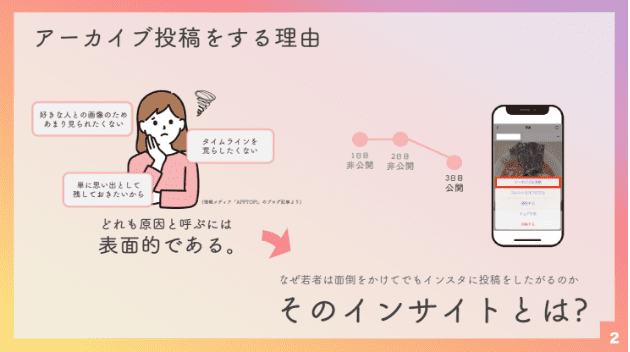 アーカイブ投稿をする理由
好きな人との画像のため
あまり見られたくない
タイムラインを
荒らしたくない
単に思い出として
残しておきたいから
(情報メディア「APPTOPI」のブログ記事より)
どれも原因と呼ぶには
表面的である。
1日目
非公開
2日目
非公開
3日目
公開
なぜ若者は面倒をかけてでもインスタに投稿をしたがるのか
そのインサイトとは?
2